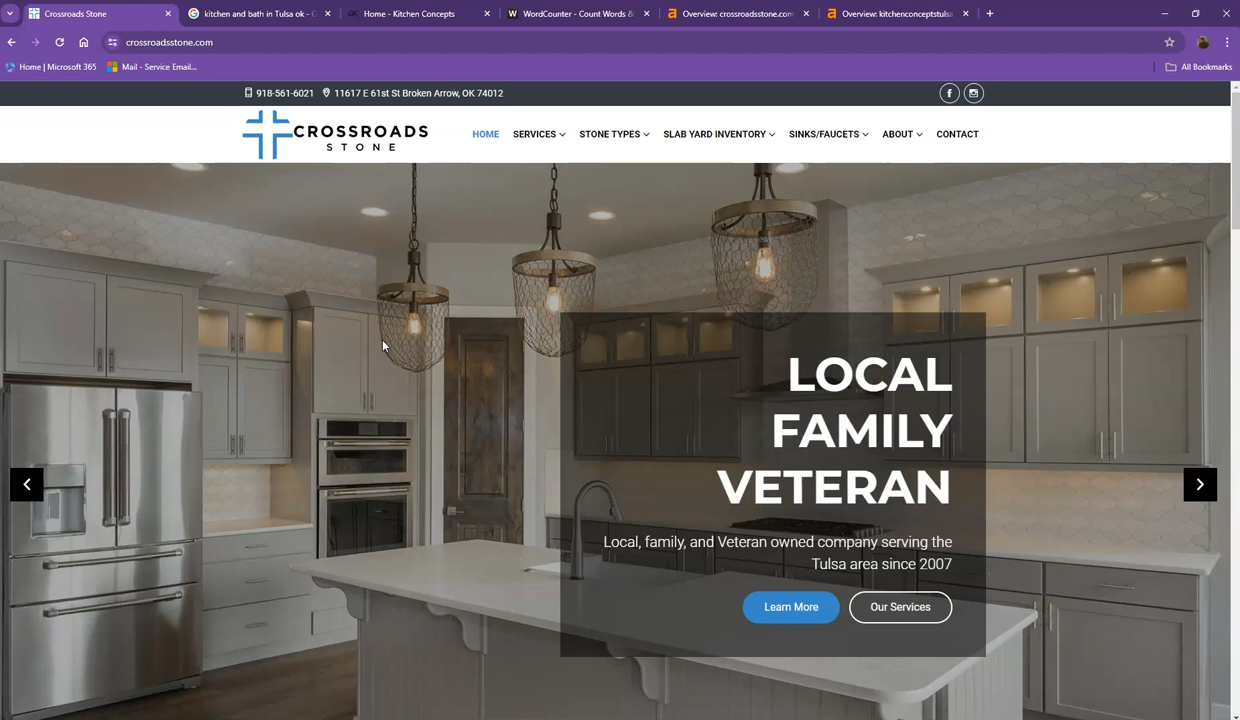 Crossroads Stone
kitchen and bath in Tulsa ok -
Home - Kitchen Concepts
WordCounter - Count Words &
Overview: crossroadsstone.com
Overview: kitchenconceptstulsa
crossroadsstone.com
Home | Microsoft 365
Mail - Service Email...
All Bookmarks
918-561-6021
11617 E 61st St Broken Arrow, OK 74012
CROSSROADS
STONE
HOME
SERVICES
STONE TYPES
SLAB YARD INVENTORY
SINKS/FAUCETS
ABOUT
CONTACT
LOCAL
FAMILY
VETERAN
Local, family, and Veteran owned company serving the
Tulsa area since 2007
Learn More
Our Services